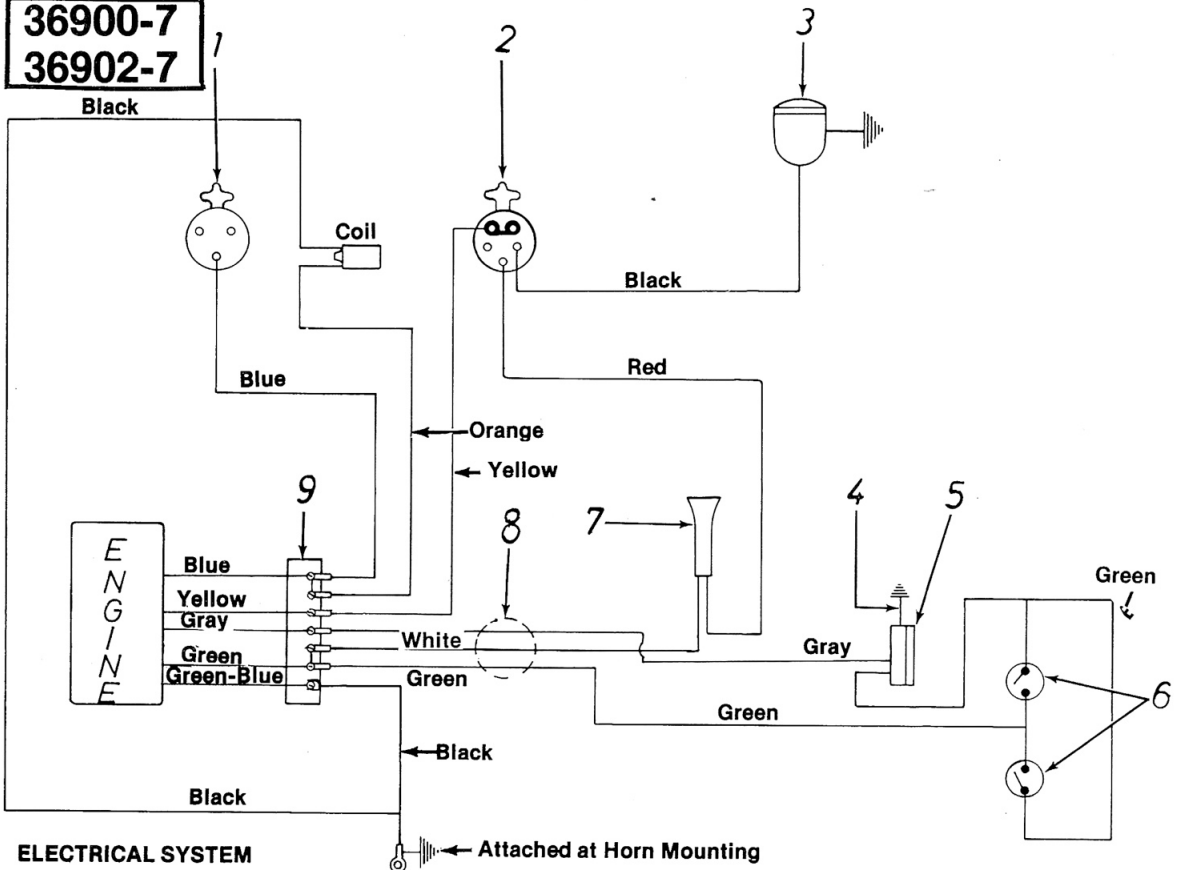 36900-7
36902-7
1
2
3
Black
Coil
Black
Red
Blue
Orange
Yellow
9
8
7
4
5
Green
ENGINE
Blue
Yellow
Gray
White
Gray
Green
Green-Blue
Green
Green
6
Black
Black
ELECTRICAL SYSTEM
Attached at Horn Mounting